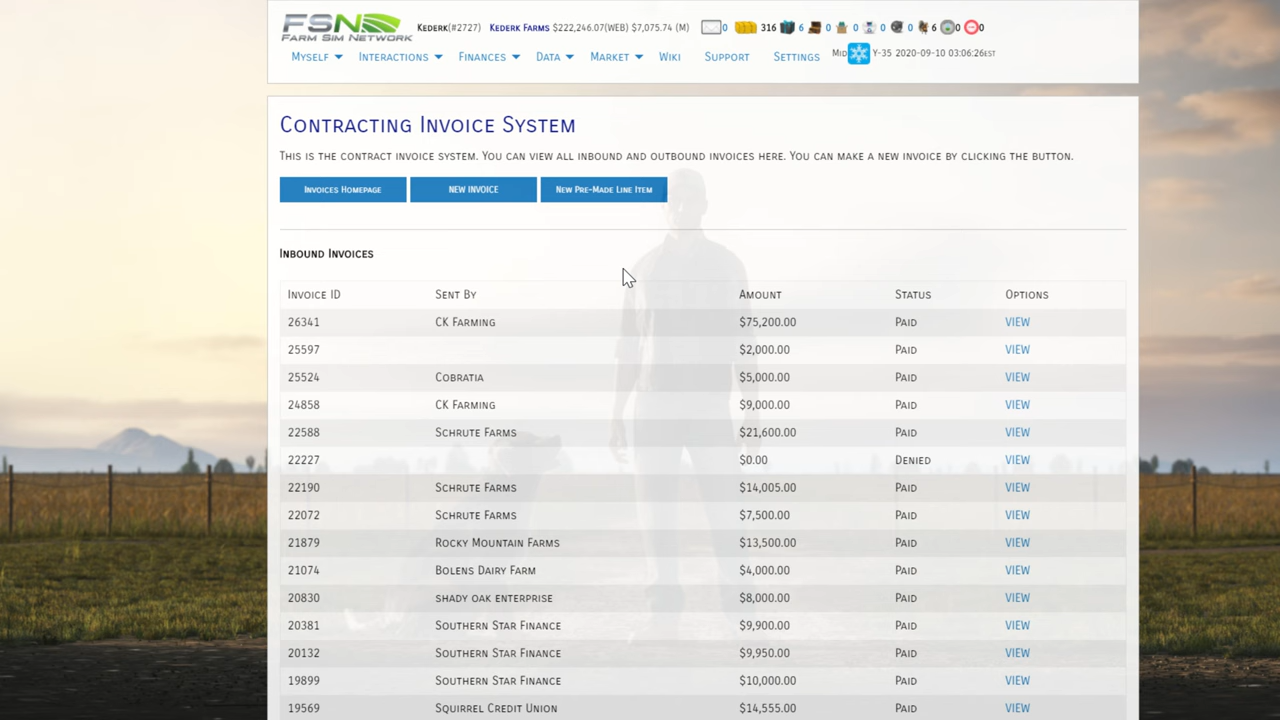 FSN
Farm Sim Network
Kederk(#2727) Kederk Farms $222,246.07(WEB) $7,075.74 (M) 0 316 6 0 0 0 0 6 0 0
Myself Interactions Finances Data Market Wiki Support Settings Mid Y-35 2020-09-10 03:06:26EST
Contracting Invoice System
This is the contract invoice system. You can view all inbound and outbound invoices here. You can make a new invoice by clicking the button.
Invoices Homepage NEW INVOICE New Pre-Made Line Item
Inbound Invoices
Invoice ID Sent By Amount Status Options
26341 CK Farming $75,200.00 Paid VIEW
25597 $2,000.00 Paid VIEW
25524 Cobratia $5,000.00 Paid VIEW
24858 CK Farming $9,000.00 Paid VIEW
22588 Schrute Farms $21,600.00 Paid VIEW
22227 $0.00 Denied VIEW
22190 Schrute Farms $14,005.00 Paid VIEW
22072 Schrute Farms $7,500.00 Paid VIEW
21879 Rocky Mountain Farms $13,500.00 Paid VIEW
21074 Bolens Dairy Farm $4,000.00 Paid VIEW
20830 shady oak enterprise $8,000.00 Paid VIEW
20381 Southern Star Finance $9,900.00 Paid VIEW
20132 Southern Star Finance $9,950.00 Paid VIEW
19899 Southern Star Finance $10,000.00 Paid VIEW
19569 Squirrel Credit Union $14,555.00 Paid VIEW